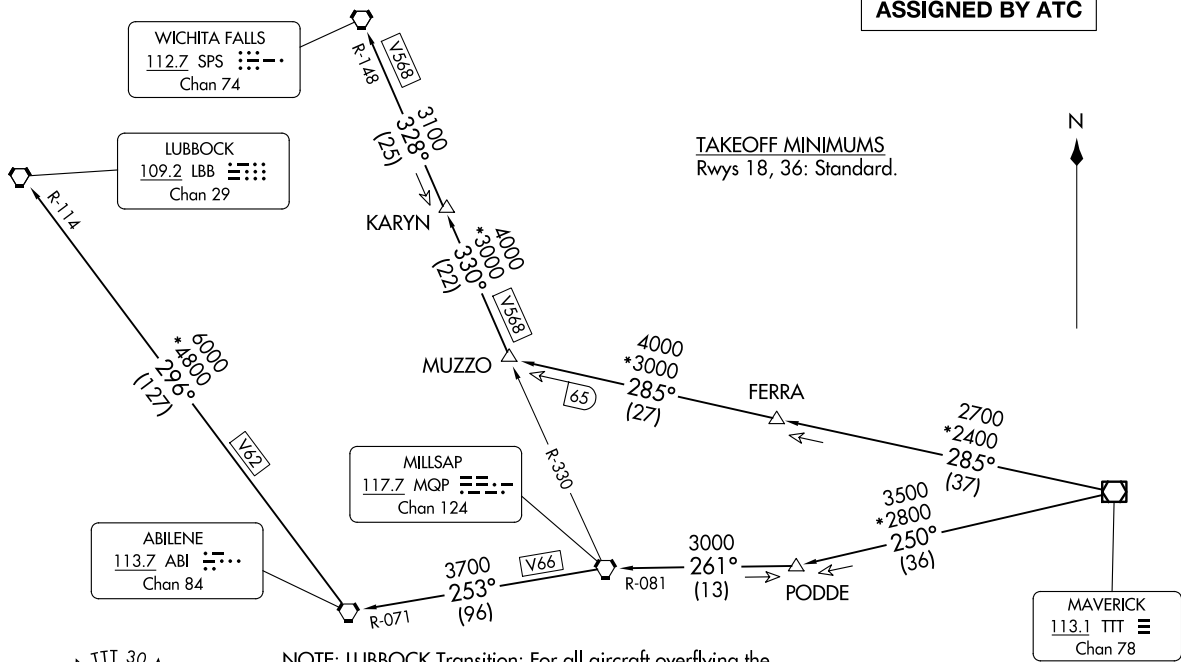 ASSIGNED BY ATC
WICHITA FALLS
112.7 SPS
Chan 74
R-148
V568
3100
328°
(25)
LUBBOCK
109.2 LBB
Chan 29
R-114
TAKEOFF MINIMUMS
Rwys 18, 36: Standard.
N
KARYN
4000
*3000
330°
(22)
V568
6000
*4800
296°
(127)
V62
MUZZO
65
4000
*3000
285°
(27)
FERRA
2700
*2400
285°
(37)
R-330
MILLSAP
117.7 MQP
Chan 124
3500
*2800
250°
(36)
ABILENE
113.7 ABI
Chan 84
3700
253°
(96)
V66
R-071
R-081
3000
261°
(13)
PODDE
MAVERICK
113.1 TTT
Chan 78
TTT 30
NOTE: LUBBOCK Transition: For all aircraft overflying the